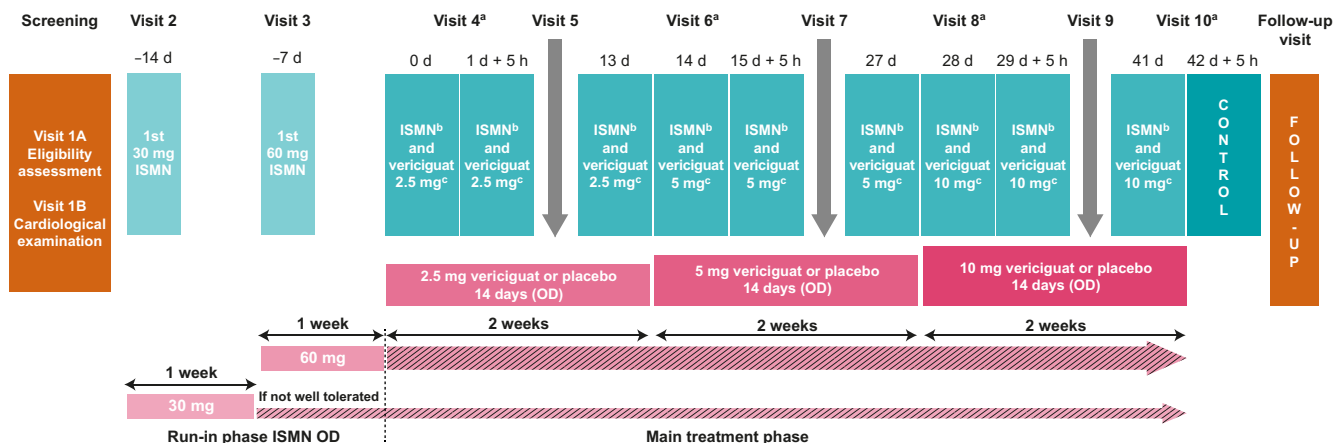 Screening
Visit 2
Visit 3
Visit 4ᵃ
Visit 5
Visit 6ᵃ
Visit 7
Visit 8ᵃ
Visit 9
Visit 10ᵃ
Follow-up
visit
–14 d
–7 d
0 d
1 d + 5 h
13 d
14 d
15 d + 5 h
27 d
28 d
29 d + 5 h
41 d
42 d + 5 h
Visit 1A
Eligibility
assessment
Visit 1B
Cardiological
examination
1st
30 mg
ISMN
1st
60 mg
ISMN
ISMNᵇ
and
vericiguat
2.5 mgᶜ
ISMNᵇ
and
vericiguat
2.5 mgᶜ
ISMNᵇ
and
vericiguat
2.5 mgᶜ
ISMNᵇ
and
vericiguat
5 mgᶜ
ISMNᵇ
and
vericiguat
5 mgᶜ
ISMNᵇ
and
vericiguat
5 mgᶜ
ISMNᵇ
and
vericiguat
10 mgᶜ
ISMNᵇ
and
vericiguat
10 mgᶜ
ISMNᵇ
and
vericiguat
10 mgᶜ
CONTROL
FOLLOW-UP
2.5 mg vericiguat or placebo
14 days (OD)
5 mg vericiguat or placebo
14 days (OD)
10 mg vericiguat or placebo
14 days (OD)
1 week
2 weeks
2 weeks
2 weeks
60 mg
1 week
If not well tolerated
30 mg
Run-in phase ISMN OD
Main treatment phase